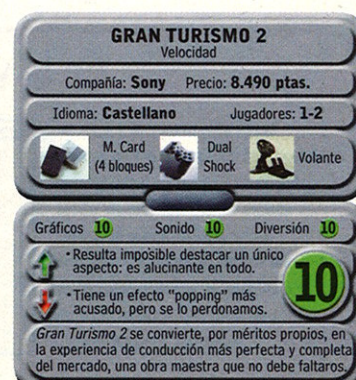 GRAN TURISMO 2
Velocidad
Compañía: Sony Precio: 8.490 ptas.
Idioma: Castellano Jugadores: 1-2
M. Card
(4 bloques)
Dual
Shock
Volante
Gráficos 10 Sonido 10 Diversión 10
• Resulta imposible destacar un único
aspecto: es alucinante en todo.
10
• Tiene un efecto "popping" más
acusado, pero se lo perdonamos.
Gran Turismo 2 se convierte, por méritos propios, en
la experiencia de conducción más perfecta y completa
del mercado, una obra maestra que no debe faltaros.